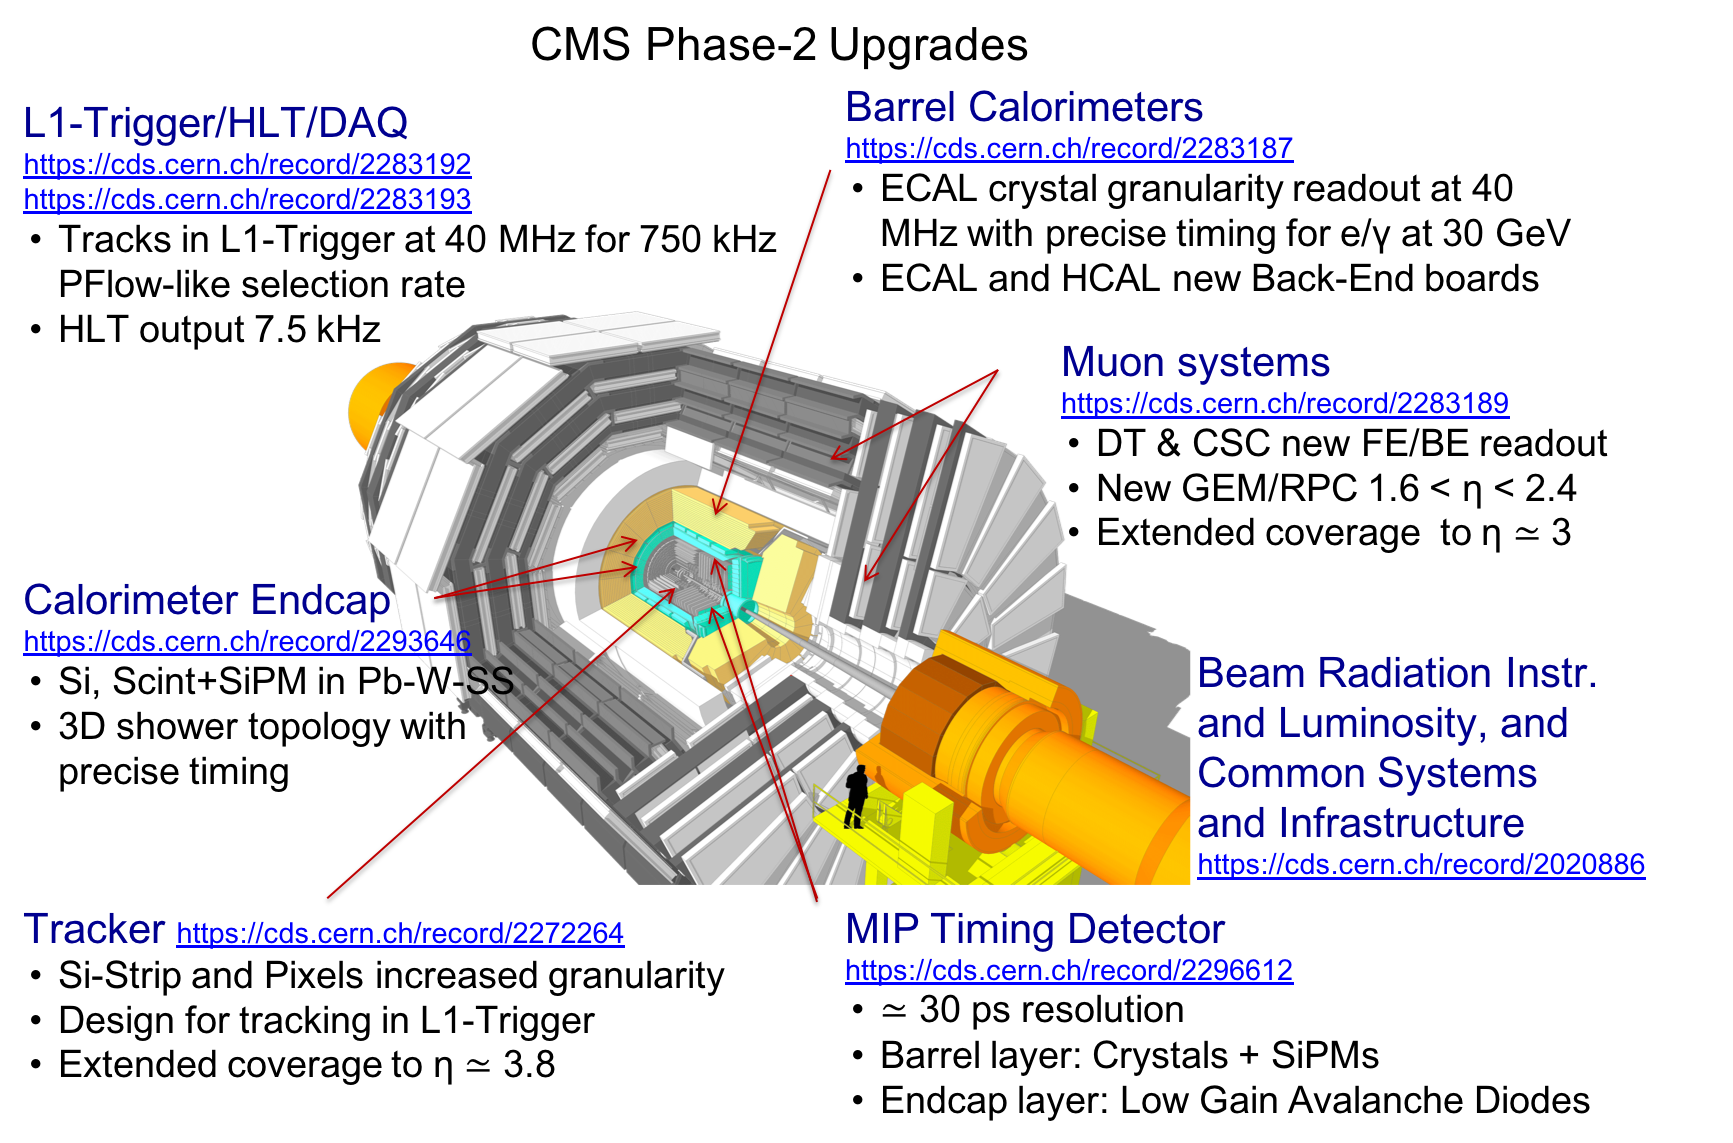 CMS Phase-2 Upgrades
L1-Trigger/HLT/DAQ
https://cds.cern.ch/record/2283192
https://cds.cern.ch/record/2283193
• Tracks in L1-Trigger at 40 MHz for 750 kHz
PFlow-like selection rate
• HLT output 7.5 kHz
Barrel Calorimeters
https://cds.cern.ch/record/2283187
• ECAL crystal granularity readout at 40
MHz with precise timing for e/γ at 30 GeV
• ECAL and HCAL new Back-End boards
Muon systems
https://cds.cern.ch/record/2283189
• DT & CSC new FE/BE readout
• New GEM/RPC 1.6 < η < 2.4
• Extended coverage to η ≃ 3
Calorimeter Endcap
https://cds.cern.ch/record/2293646
• Si, Scint+SiPM in Pb-W-SS
• 3D shower topology with
precise timing
Beam Radiation Instr.
and Luminosity, and
Common Systems
and Infrastructure
https://cds.cern.ch/record/2020886
Tracker https://cds.cern.ch/record/2272264
• Si-Strip and Pixels increased granularity
• Design for tracking in L1-Trigger
• Extended coverage to η ≃ 3.8
MIP Timing Detector
https://cds.cern.ch/record/2296612
• ≃ 30 ps resolution
• Barrel layer: Crystals + SiPMs
• Endcap layer: Low Gain Avalanche Diodes